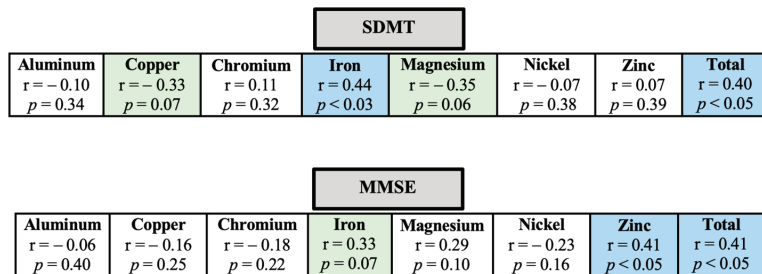 SDMT
Aluminum Copper Chromium Iron Magnesium Nickel Zinc Total
r = – 0.10 r = – 0.33 r = 0.11 r = 0.44 r = – 0.35 r = – 0.07 r = 0.07 r = 0.40
p = 0.34 p = 0.07 p = 0.32 p < 0.03 p = 0.06 p = 0.38 p = 0.39 p < 0.05
MMSE
Aluminum Copper Chromium Iron Magnesium Nickel Zinc Total
r = – 0.06 r = – 0.16 r = – 0.18 r = 0.33 r = 0.29 r = – 0.23 r = 0.41 r = 0.41
p = 0.40 p = 0.25 p = 0.22 p = 0.07 p = 0.10 p = 0.16 p < 0.05 p < 0.05